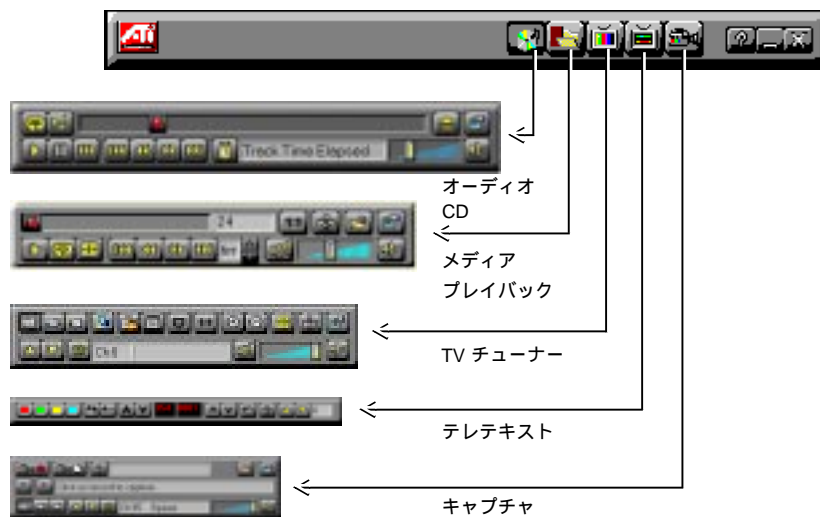 ATi
Track Time Elapsed
オーディオ
CD
24
メディア
プレイバック
Ch8
TV チューナー
テレテキスト
キャプチャ